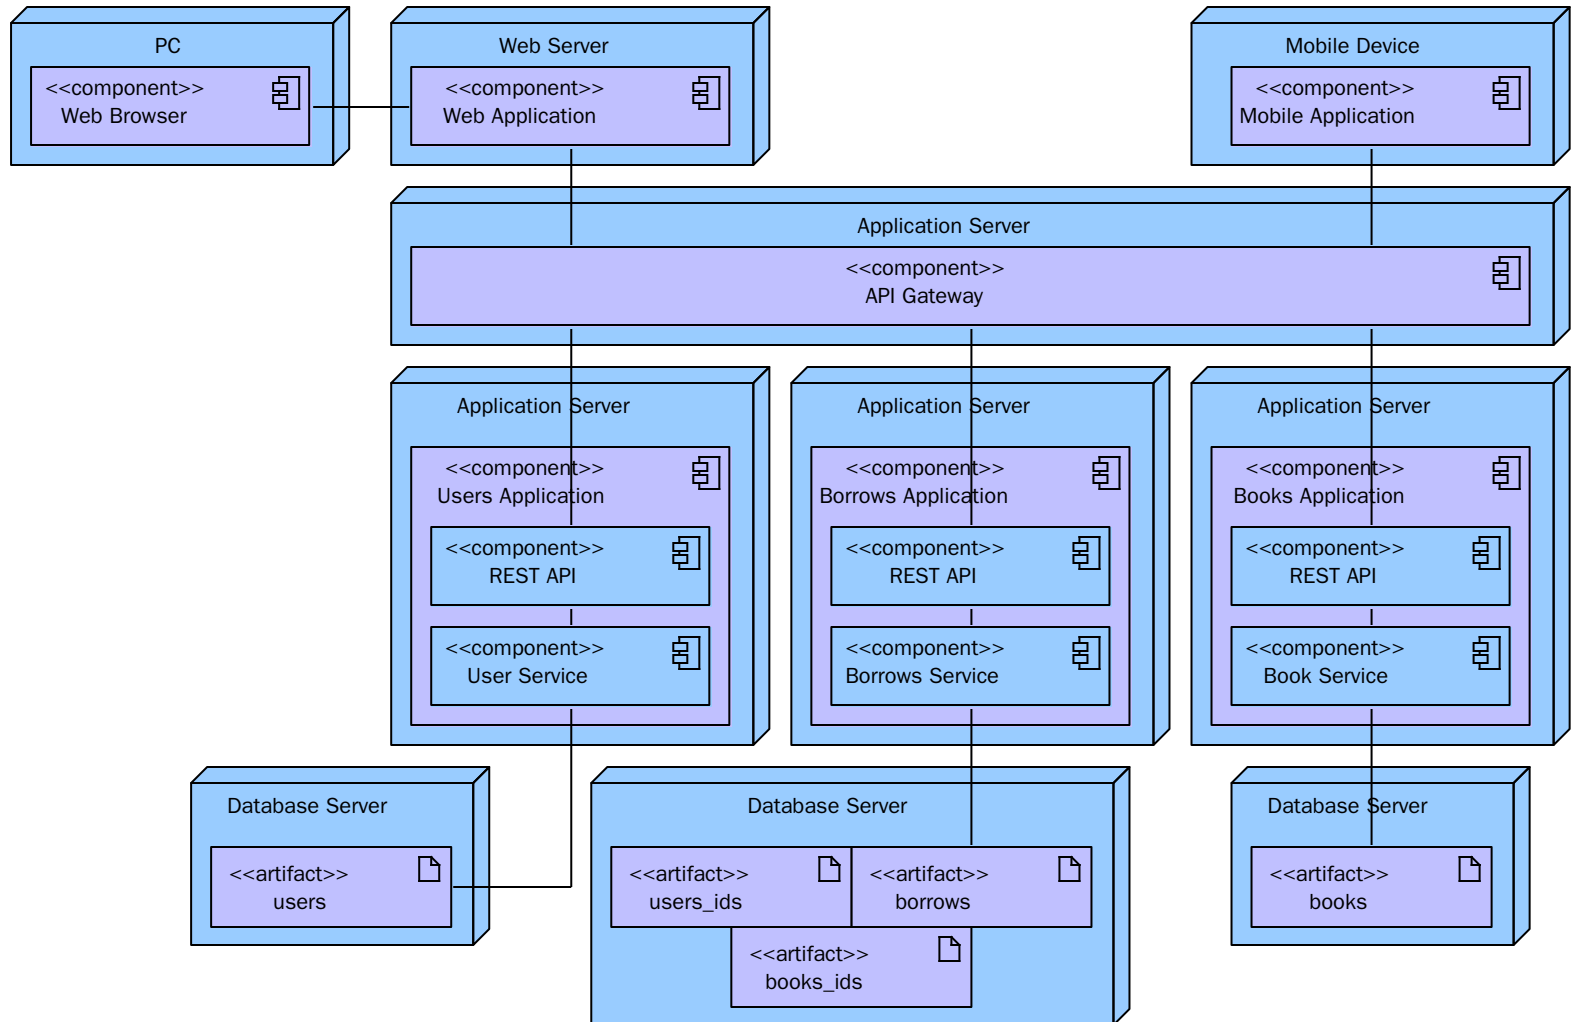 PC
<<component>>
Web Browser
Web Server
<<component>>
Web Application
Mobile Device
<<component>>
Mobile Application
Application Server
<<component>>
API Gateway
Application Server
<<component>>
Users Application
<<component>>
REST API
<<component>>
User Service
Application Server
<<component>>
Borrows Application
<<component>>
REST API
<<component>>
Borrows Service
Application Server
<<component>>
Books Application
<<component>>
REST API
<<component>>
Book Service
Database Server
<<artifact>>
users
Database Server
<<artifact>>
users_ids
<<artifact>>
borrows
<<artifact>>
books_ids
Database Server
<<artifact>>
books